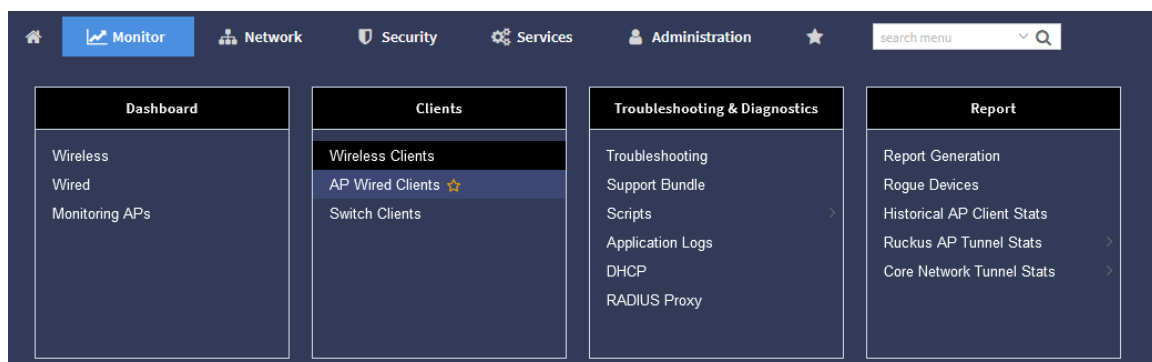 Monitor Network Security Services Administration search menu
Dashboard
Wireless
Wired
Monitoring APs
Clients
Wireless Clients
AP Wired Clients
Switch Clients
Troubleshooting & Diagnostics
Troubleshooting
Support Bundle
Scripts
Application Logs
DHCP
RADIUS Proxy
Report
Report Generation
Rogue Devices
Historical AP Client Stats
Ruckus AP Tunnel Stats
Core Network Tunnel Stats